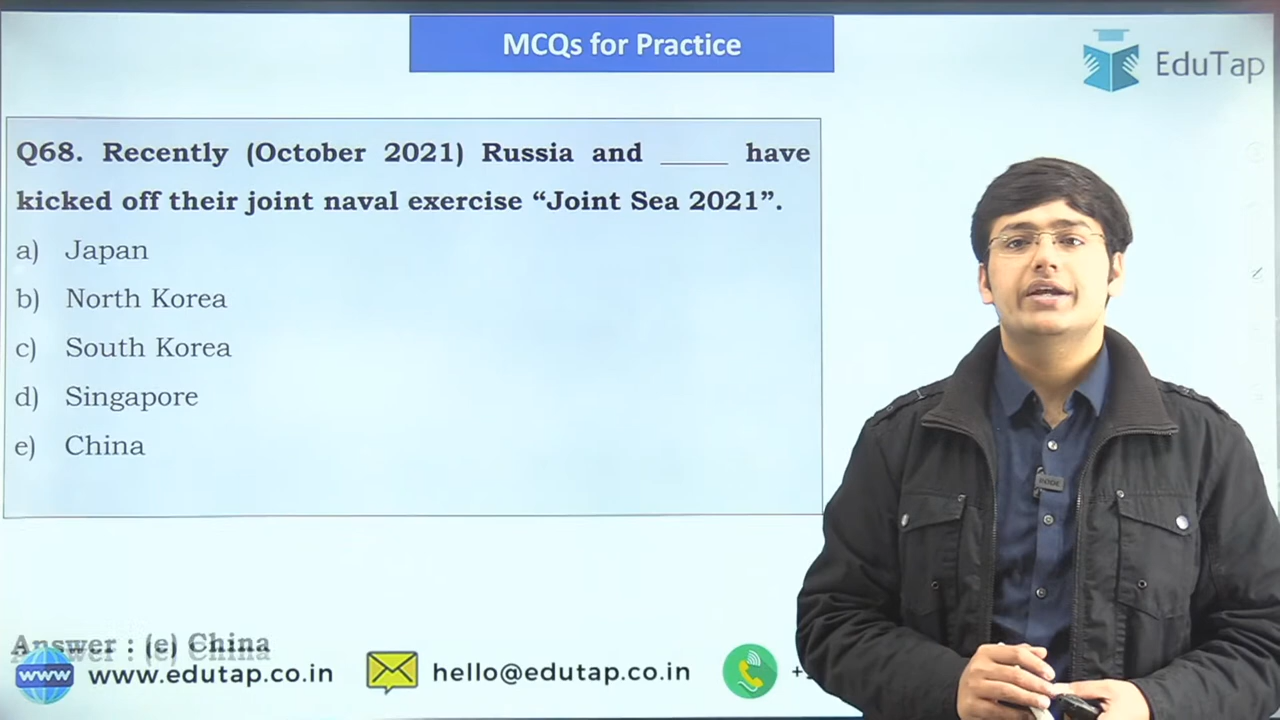 MCQs for Practice
EduTap
Q68. Recently (October 2021) Russia and _____ have
kicked off their joint naval exercise “Joint Sea 2021”.
a) Japan
b) North Korea
c) South Korea
d) Singapore
e) China
RODE
Answer : (e) China
www
www.edutap.co.in
hello@edutap.co.in